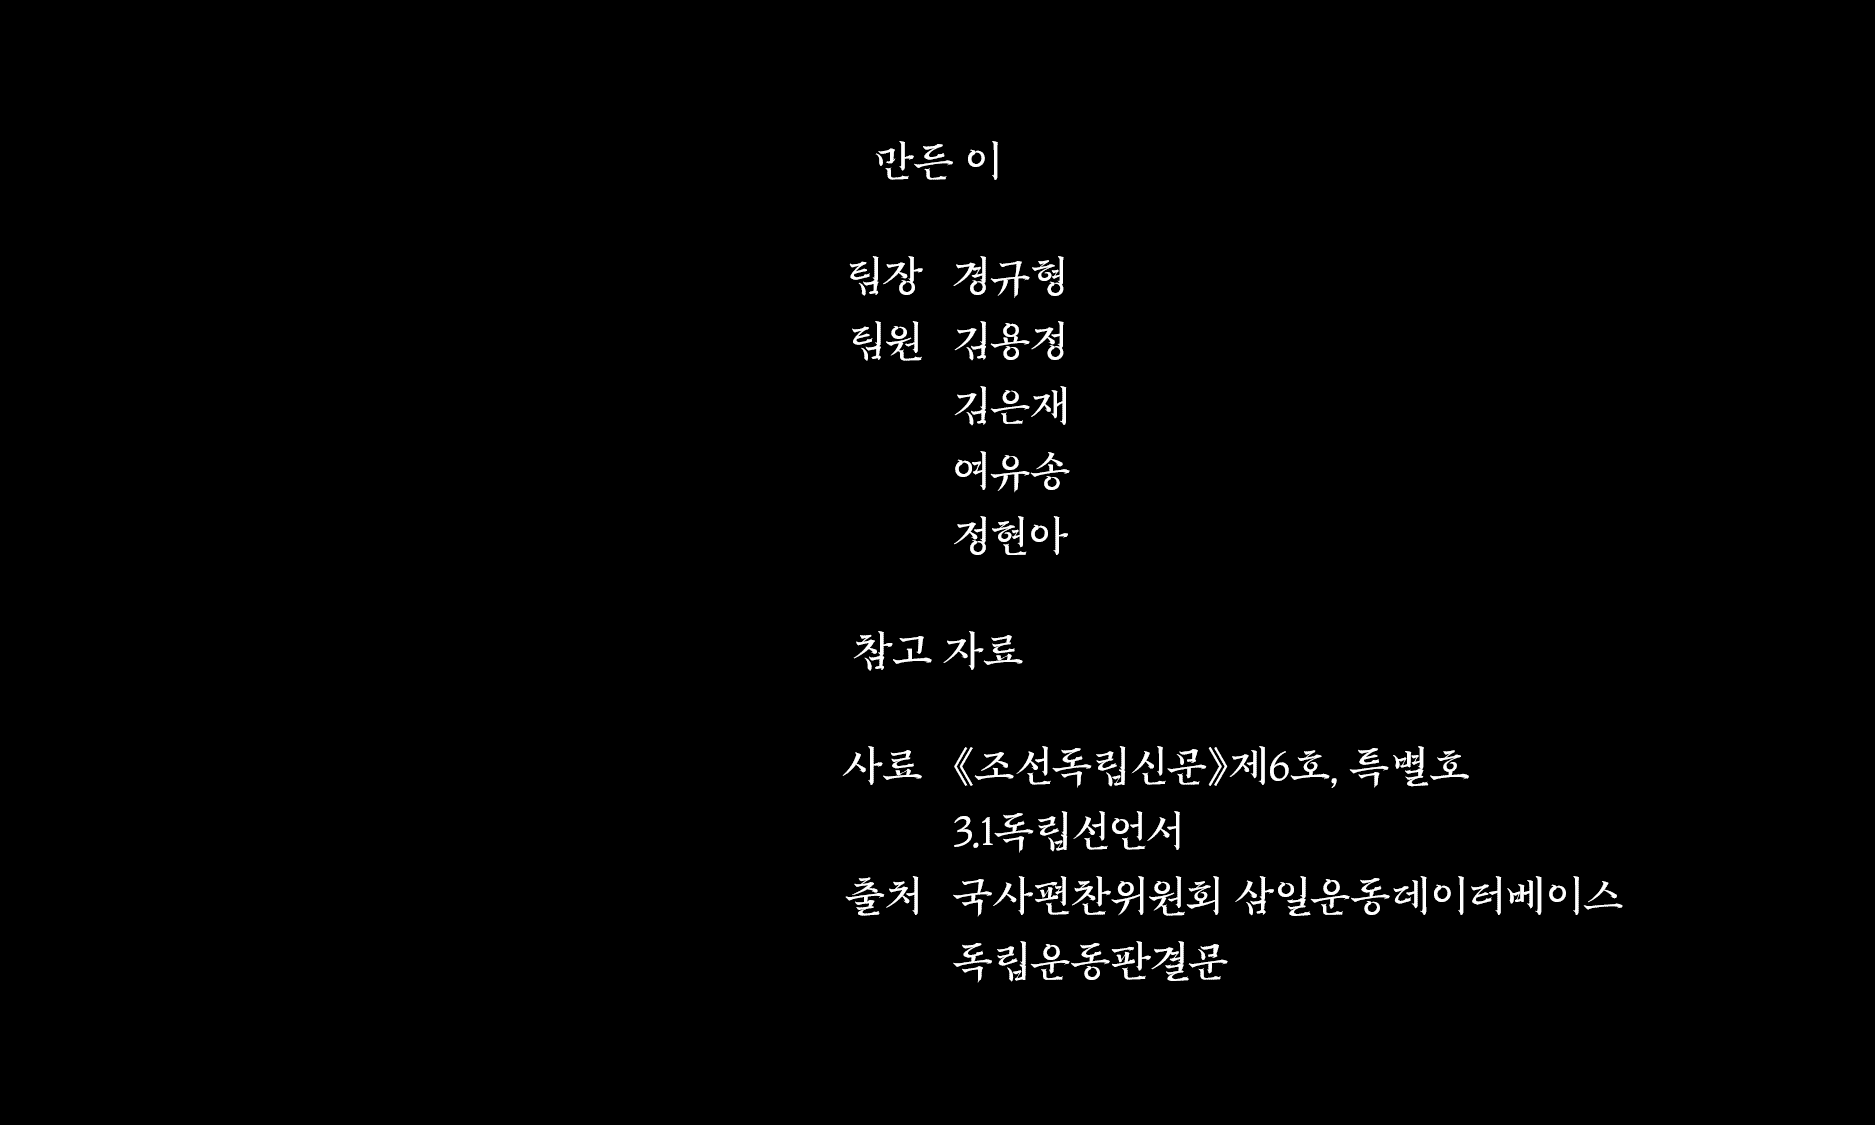 만든 이
팀장 경규형
팀원 김용정
김은재
여유송
정현아
참고 자료
사료 《조선독립신문》제6호, 특별호
3.1독립선언서
출처 국사편찬위원회 삼일운동데이터베이스
독립운동판결문